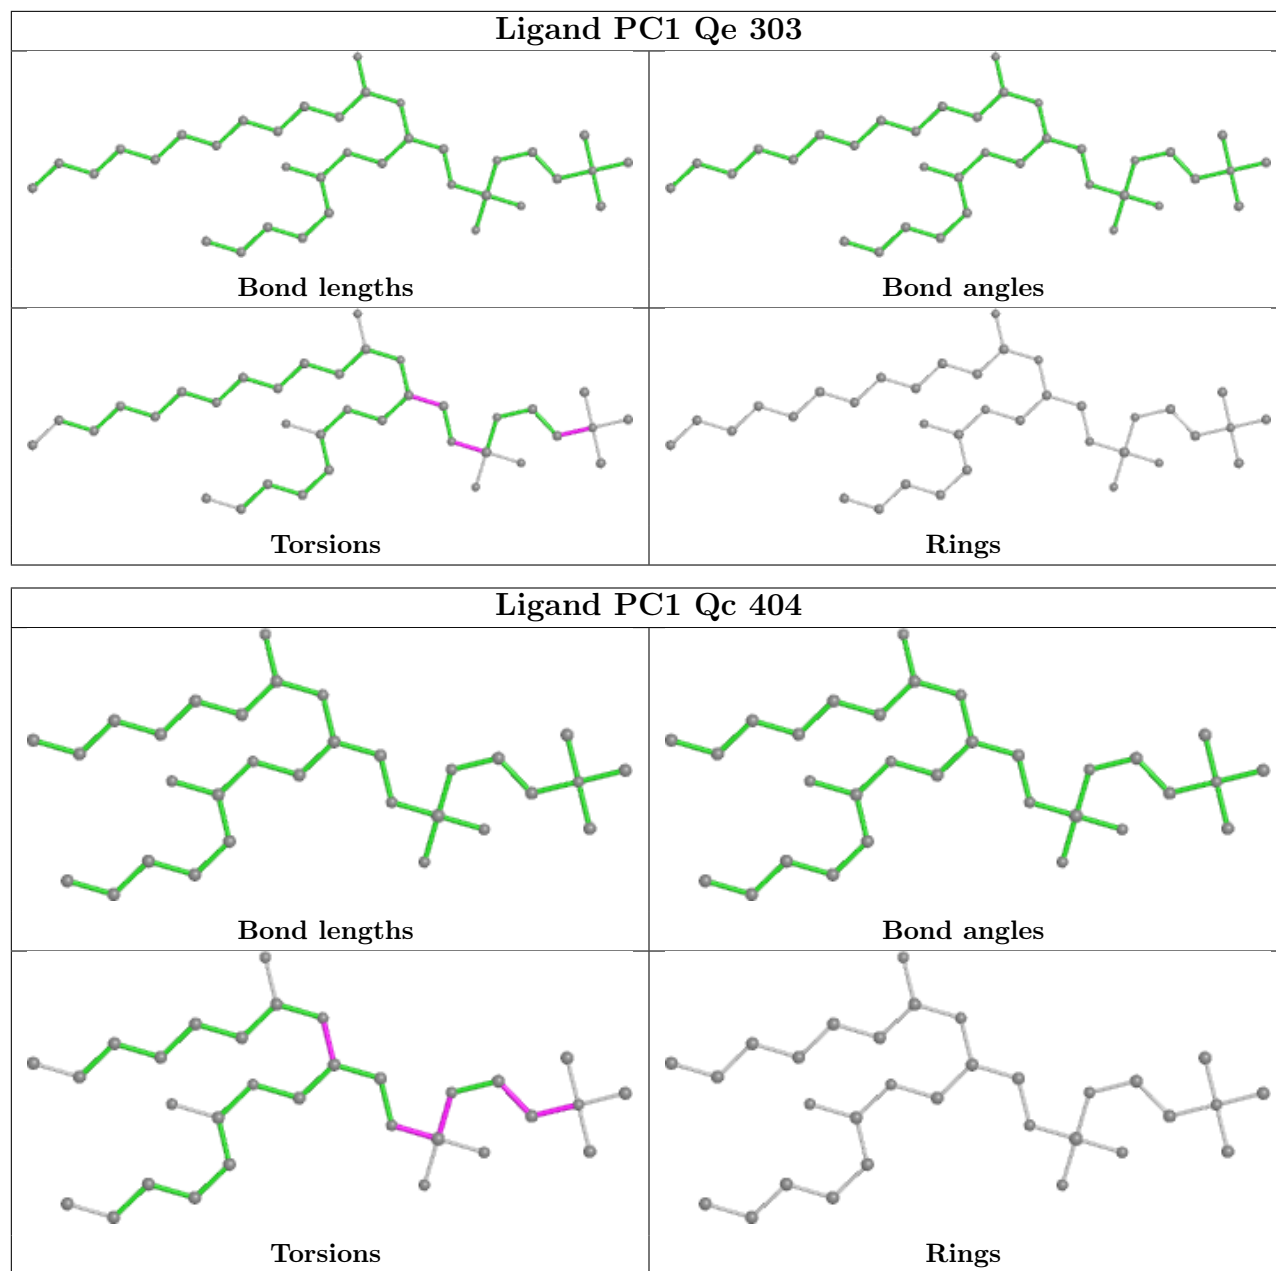 Ligand PC1 Qe 303
Bond lengths
Bond angles
Torsions
Rings
Ligand PC1 Qc 404
Bond lengths
Bond angles
Torsions
Rings